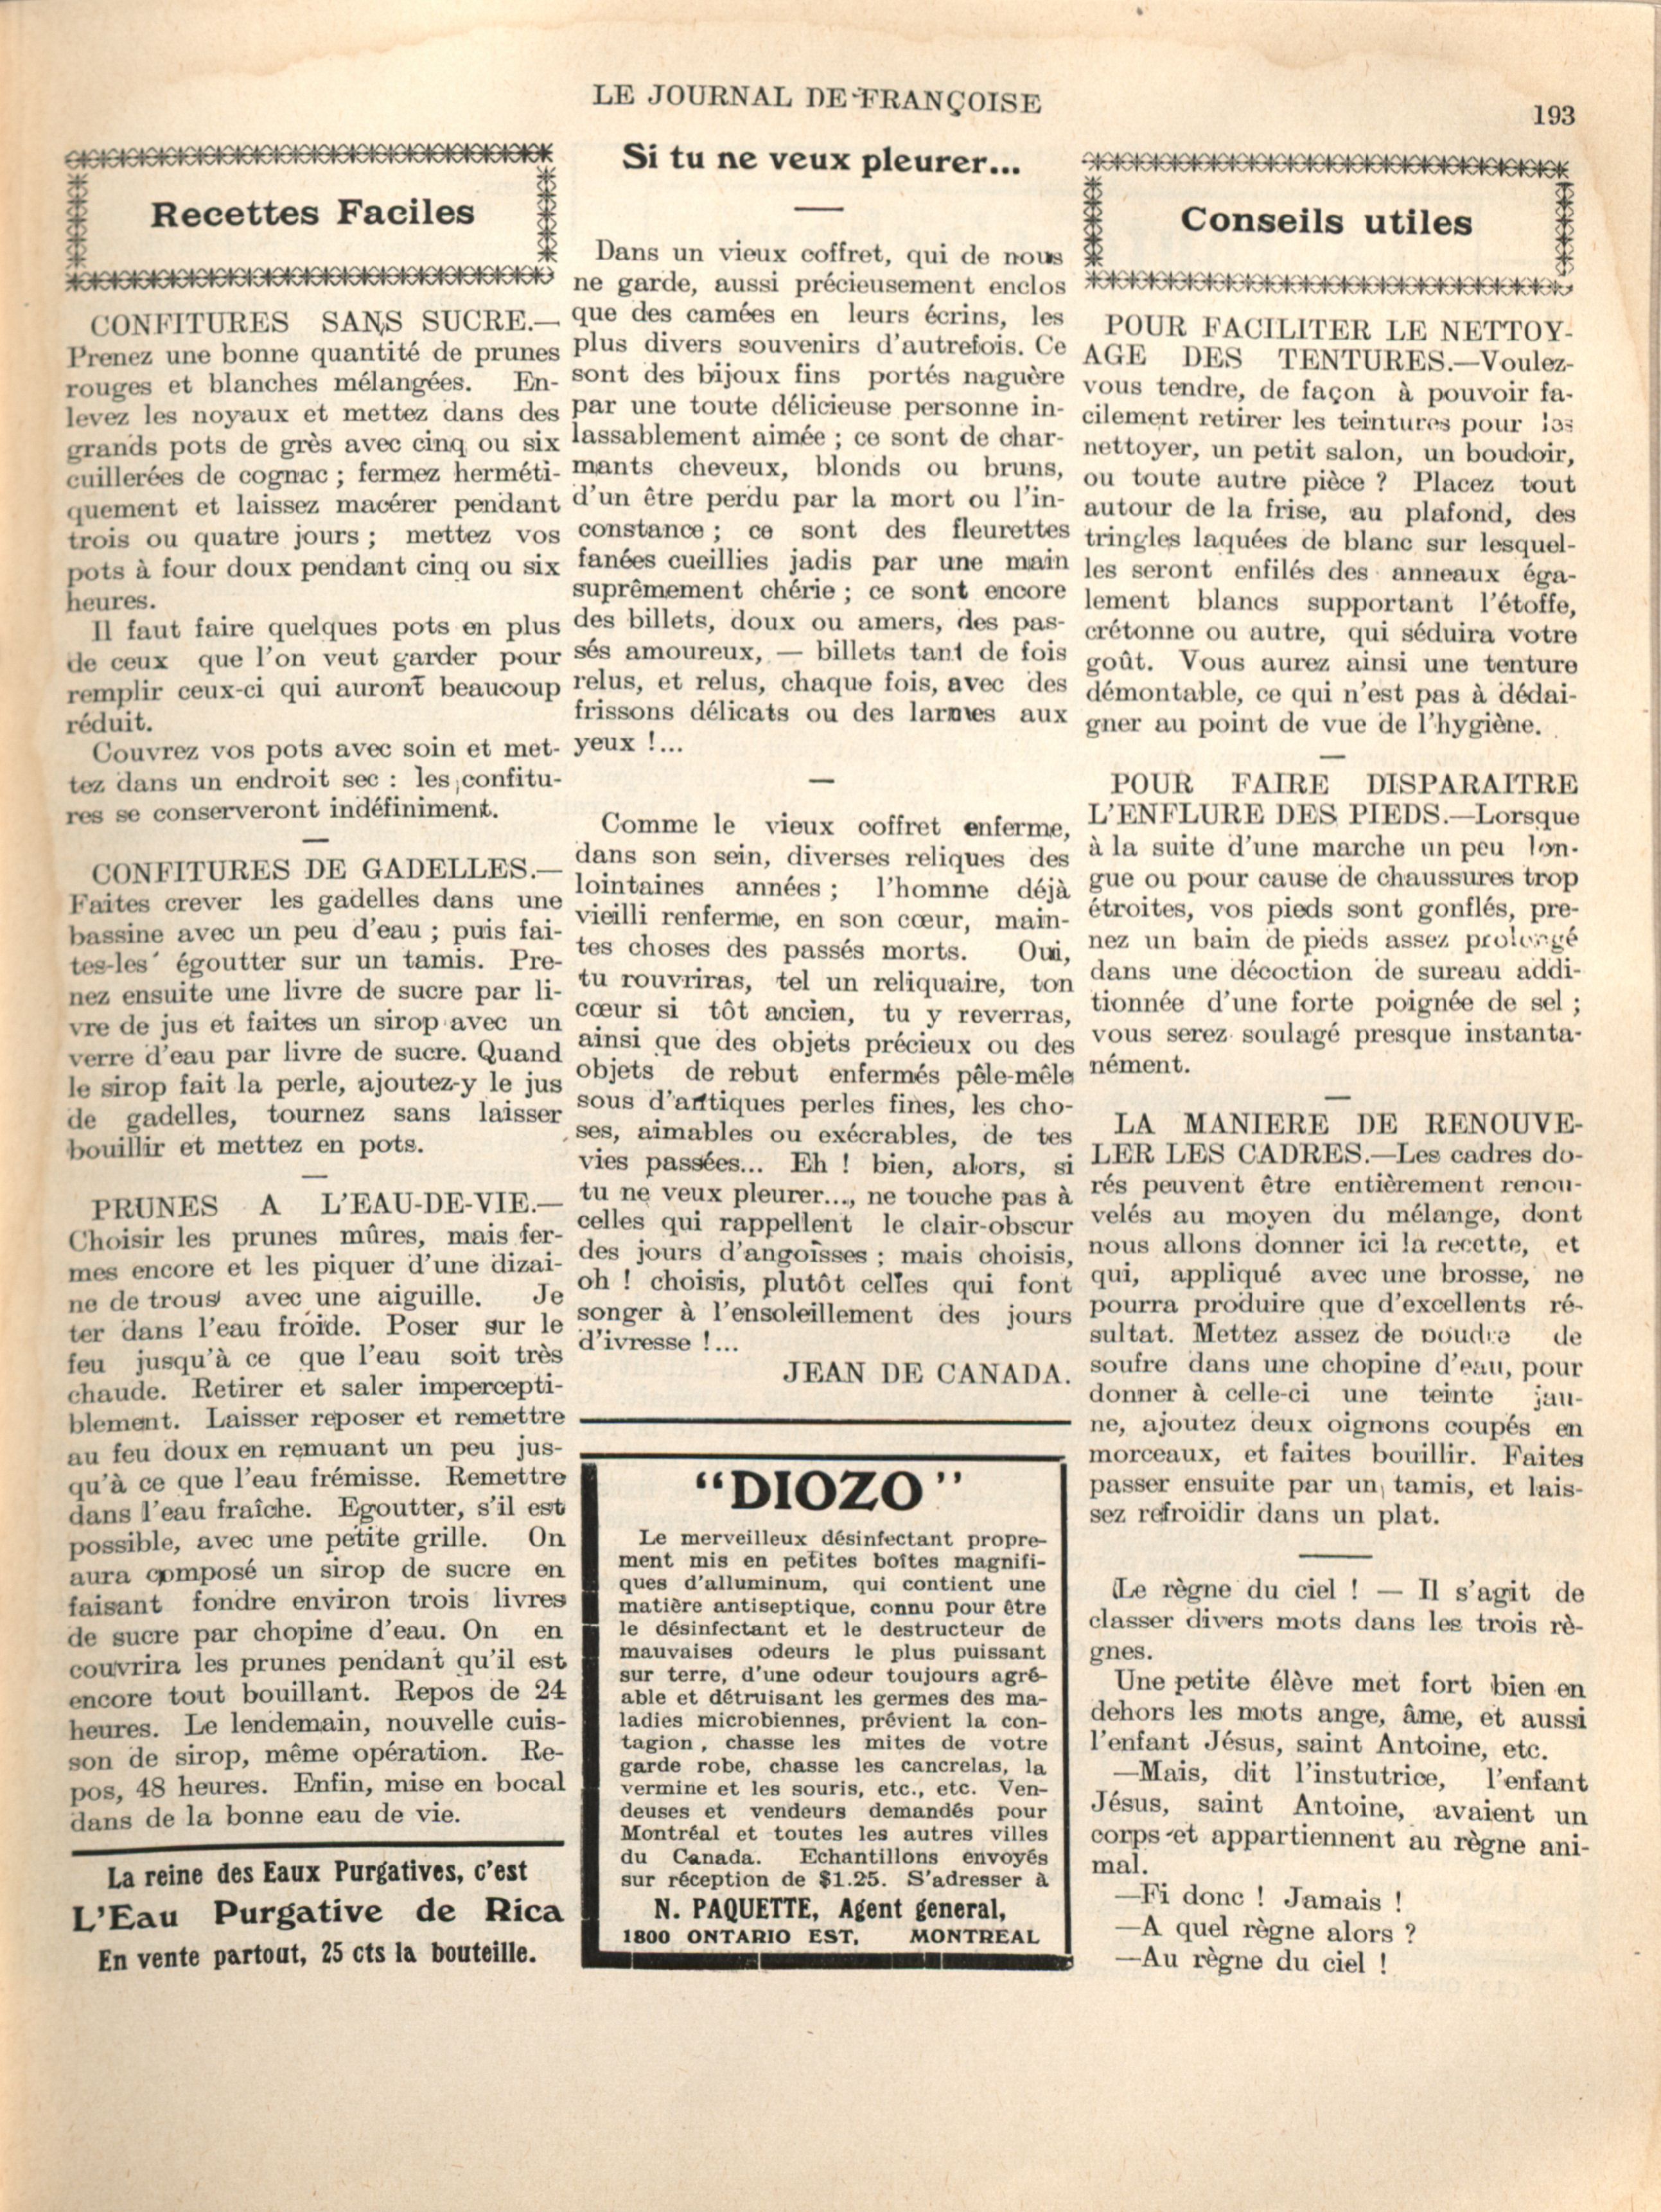 LE JOURNAL DE FRANÇOISE
193
Recettes Faciles
CONFITURES SANS SUCRE.—
Prenez une bonne quantité de prunes
rouges et blanches mélangées. En-
levez les noyaux et mettez dans des
grands pots de grès avec cinq ou six
cuillerées de cognac ; fermez herméti-
quement et laissez macérer pendant
trois ou quatre jours ; mettez vos
pots à four doux pendant cinq ou six
heures.
Il faut faire quelques pots en plus
de ceux que l'on veut garder pour
remplir ceux-ci qui auront beaucoup
réduit.
Couvrez vos pots avec soin et met-
tez dans un endroit sec : les confitu-
res se conserveront indéfiniment.
CONFITURES DE GADELLES.—
Faites crever les gadelles dans une
bassine avec un peu d'eau ; puis fai-
tes-les égoutter sur un tamis. Pre-
nez ensuite une livre de sucre par li-
vre de jus et faites un sirop avec un
verre d'eau par livre de sucre. Quand
le sirop fait la perle, ajoutez-y le jus
de gadelles, tournez sans laisser
bouillir et mettez en pots.
PRUNES A L'EAU-DE-VIE.—
Choisir les prunes mûres, mais fer-
mes encore et les piquer d'une dizai-
ne de trous avec une aiguille. Je
ter dans l'eau froide. Poser sur le
feu jusqu'à ce que l'eau soit très
chaude. Retirer et saler impercepti-
blement. Laisser reposer et remettre
au feu doux en remuant un peu jus-
qu'à ce que l'eau frémisse. Remettre
dans l'eau fraîche. Egoutter, s'il est
possible, avec une petite grille. On
aura composé un sirop de sucre en
faisant fondre environ trois livres
de sucre par chopine d'eau. On en
couvrira les prunes pendant qu'il est
encore tout bouillant. Repos de 24
heures. Le lendemain, nouvelle cuis-
son de sirop, même opération. Re-
pos, 48 heures. Enfin, mise en bocal
dans de la bonne eau de vie.
La reine des Eaux Purgatives, c'est
L'Eau Purgative de Rica
En vente partout, 25 cts la bouteille.
Si tu ne veux pleurer...
Dans un vieux coffret, qui de nous
ne garde, aussi précieusement enclos
que des camées en leurs écrins, les
plus divers souvenirs d'autrefois. Ce
sont des bijoux fins portés naguère
par une toute délicieuse personne in-
lassablement aimée ; ce sont de char-
mants cheveux, blonds ou bruns,
d'un être perdu par la mort ou l'in-
constance ; ce sont des fleurettes
fanées cueillies jadis par une main
suprêmement chérie ; ce sont encore
des billets, doux ou amers, des pas-
sés amoureux, — billets tant de fois
relus, et relus, chaque fois, avec des
frissons délicats ou des larmes aux
yeux !...
Comme le vieux coffret enferme,
dans son sein, diverses reliques des
lointaines années ; l'homme déjà
vieilli renferme, en son cœur, main-
tes choses des passés morts. Oui,
tu rouvriras, tel un reliquaire, ton
cœur si tôt ancien, tu y reverras,
ainsi que des objets précieux ou des
objets de rebut enfermés pêle-mêle
sous d'antiques perles fines, les cho-
ses, aimables ou exécrables, de tes
vies passées... Eh ! bien, alors, si
tu ne veux pleurer..., ne touche pas à
celles qui rappellent le clair-obscur
des jours d'angoisses ; mais choisis,
oh ! choisis, plutôt celles qui font
songer à l'ensoleillement des jours
d'ivresse !...
JEAN DE CANADA.
"DIOZO"
Le merveilleux désinfectant propre-
ment mis en petites boîtes magnifi-
ques d'alluminum, qui contient une
matière antiseptique, connu pour être
le désinfectant et le destructeur de
mauvaises odeurs le plus puissant
sur terre, d'une odeur toujours agré-
able et détruisant les germes des ma-
ladies microbiennes, prévient la con-
tagion, chasse les mites de votre
garde robe, chasse les cancrelas, la
vermine et les souris, etc., etc. Ven-
deuses et vendeurs demandés pour
Montréal et toutes les autres villes
du Canada. Echantillons envoyés
sur réception de $1.25. S'adresser à
N. PAQUETTE, Agent general,
1800 ONTARIO EST. MONTREAL
Conseils utiles
POUR FACILITER LE NETTOY-
AGE DES TENTURES.—Voulez-
vous tendre, de façon à pouvoir fa-
cilement retirer les teintures pour les
nettoyer, un petit salon, un boudoir,
ou toute autre pièce ? Placez tout
autour de la frise, au plafond, des
tringles laquées de blanc sur lesquel-
les seront enfilés des anneaux éga-
lement blancs supportant l'étoffe,
crétonne ou autre, qui séduira votre
goût. Vous aurez ainsi une tenture
démontable, ce qui n'est pas à dédai-
gner au point de vue de l'hygiène.
POUR FAIRE DISPARAITRE
L'ENFLURE DES PIEDS.—Lorsque
à la suite d'une marche un peu lon-
gue ou pour cause de chaussures trop
étroites, vos pieds sont gonflés, pre-
nez un bain de pieds assez prolongé
dans une décoction de sureau addi-
tionnée d'une forte poignée de sel ;
vous serez soulagé presque instanta-
nément.
LA MANIERE DE RENOUVE-
LER LES CADRES.—Les cadres do-
rés peuvent être entièrement renou-
velés au moyen du mélange, dont
nous allons donner ici la recette, et
qui, appliqué avec une brosse, ne
pourra produire que d'excellents ré-
sultat. Mettez assez de poudre de
soufre dans une chopine d'eau, pour
donner à celle-ci une teinte jau-
ne, ajoutez deux oignons coupés en
morceaux, et faites bouillir. Faites
passer ensuite par un, tamis, et lais-
sez refroidir dans un plat.
Le règne du ciel ! — Il s'agit de
classer divers mots dans les trois rè-
gnes.
Une petite élève met fort bien en
dehors les mots ange, âme, et aussi
l'enfant Jésus, saint Antoine, etc.
—Mais, dit l'instutrice, l'enfant
Jésus, saint Antoine, avaient un
corps et appartiennent au règne ani-
mal.
—Fi donc ! Jamais !
—A quel règne alors ?
—Au règne du ciel !